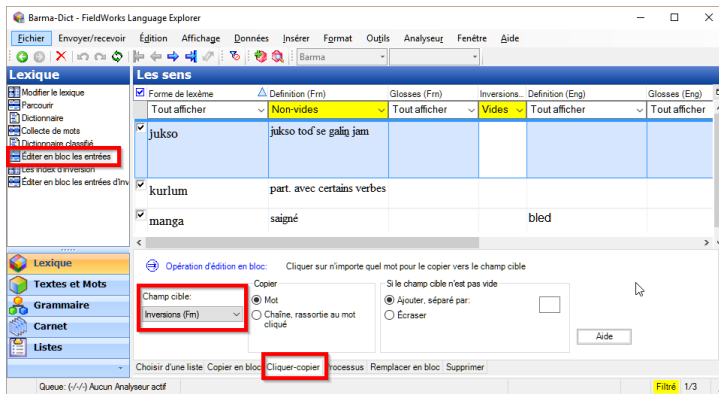 Barma-Dict - FieldWorks Language Explorer
Fichier Envoyer/recevoir Édition Affichage Données Insérer Format Outils Analyseur Fenêtre Aide
Barma
Lexique
Les sens
Modifier le lexique
Parcourir
Dictionnaire
Collecte de mots
Dictionnaire classifié
Éditer en bloc les entrées
Les index d'inversion
Éditer en bloc les entrées d'inv
Forme de lexème Definition (Frn) Glosses (Frn) Inversions... Definition (Eng) Glosses (Eng)
Tout afficher Non-vides Tout afficher Vides Tout afficher Tout afficher
jukso jukso toɗ se galiŋ jam
kurlum part. avec certains verbes
manga saigné bled
Lexique
Textes et Mots
Grammaire
Carnet
Listes
Opération d'édition en bloc: Cliquer sur n'importe quel mot pour le copier vers le champ cible
Champ cible:
Inversions (Frn)
Copier
Mot
Chaîne, rassortie au mot
cliqué
Si le champ cible n'est pas vide
Ajouter, séparé par:
Écraser
Aide
Choisir d'une liste Copier en bloc Cliquer-copier Processus Remplacer en bloc Supprimer
Queue: (-/-/-) Aucun Analyseur actif Filtré 1/3